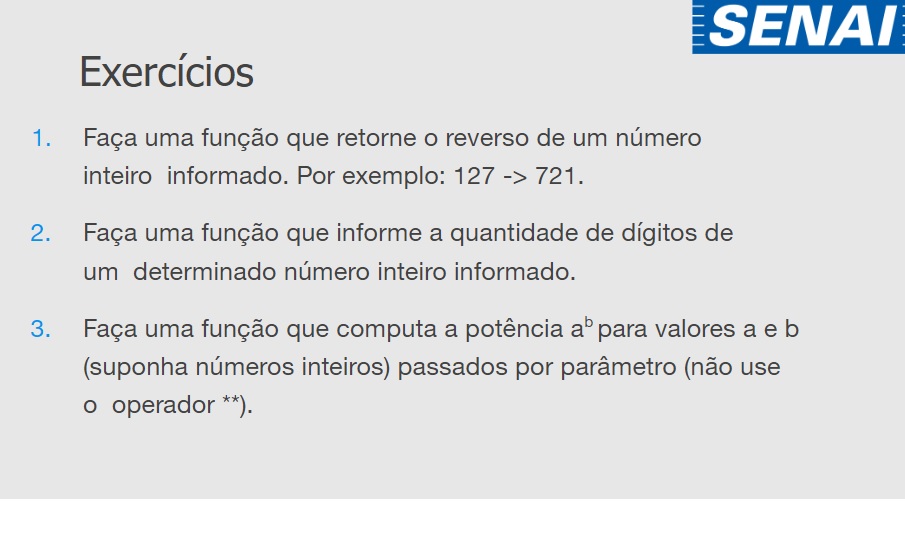 SENAI
Exercícios
1. Faça uma função que retorne o reverso de um número
inteiro informado. Por exemplo: 127 -> 721.
2. Faça uma função que informe a quantidade de dígitos de
um determinado número inteiro informado.
3. Faça uma função que computa a potência aᵇ para valores a e b
(suponha números inteiros) passados por parâmetro (não use
o operador **).